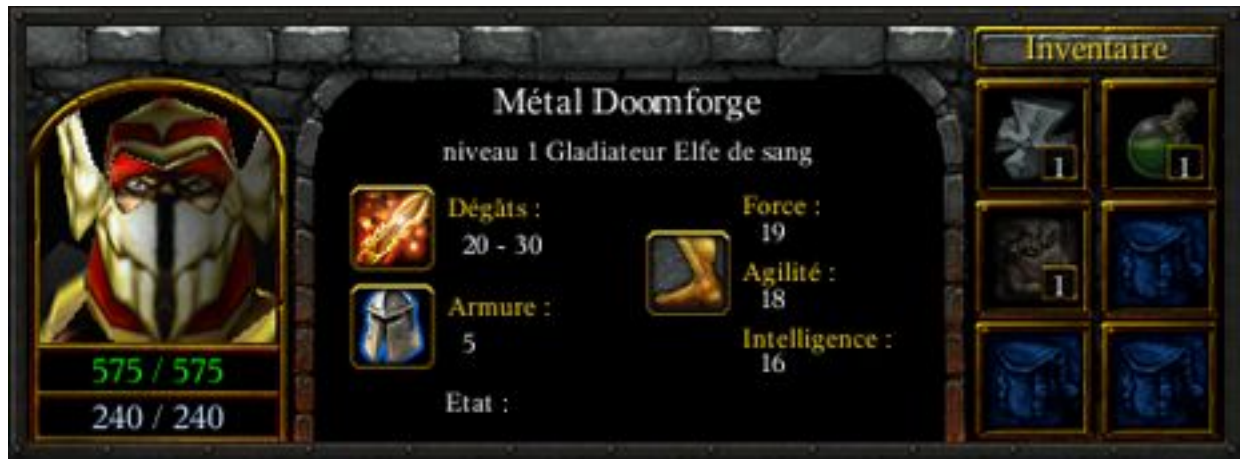 Inventaire
Métal Doomforge
niveau 1 Gladiateur Elfe de sang
Dégâts :
20 - 30
Armure :
5
Force :
19
Agilité :
18
Intelligence :
16
Etat :
575 / 575
240 / 240
1
1
1